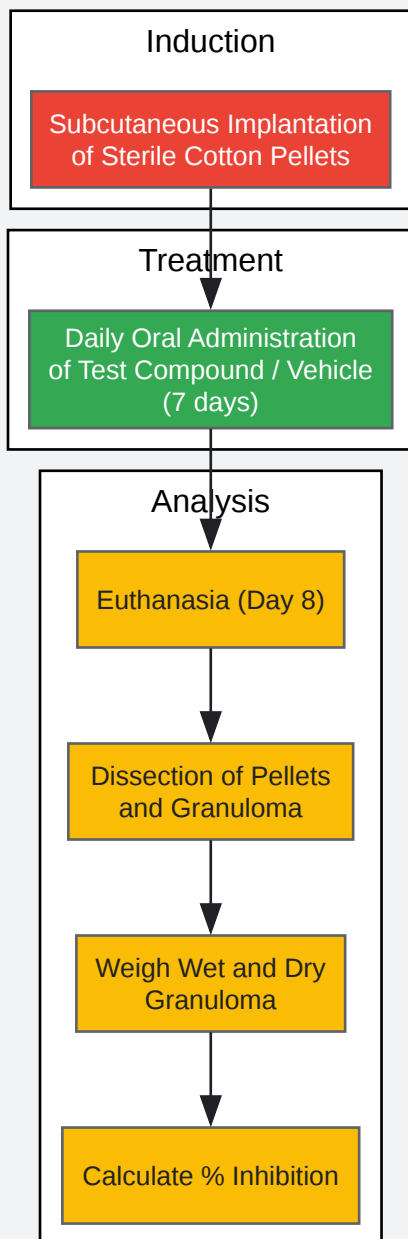 Induction
Subcutaneous Implantation
of Sterile Cotton Pellets
Treatment
Daily Oral Administration
of Test Compound / Vehicle
(7 days)
Analysis
Euthanasia (Day 8)
Dissection of Pellets
and Granuloma
Weigh Wet and Dry
Granuloma
Calculate % Inhibition